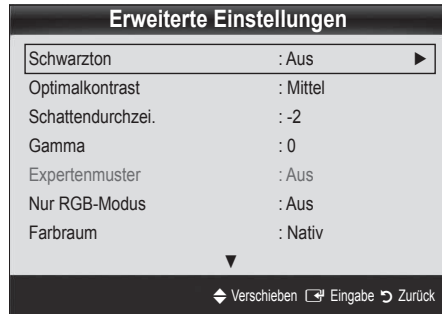 Erweiterte Einstellungen
Schwarzton : Aus ►
Optimalkontrast : Mittel
Schattendurchzei. : -2
Gamma : 0
Expertenmuster : Aus
Nur RGB-Modus : Aus
Farbraum : Nativ
▼
Verschieben Eingabe Zurück